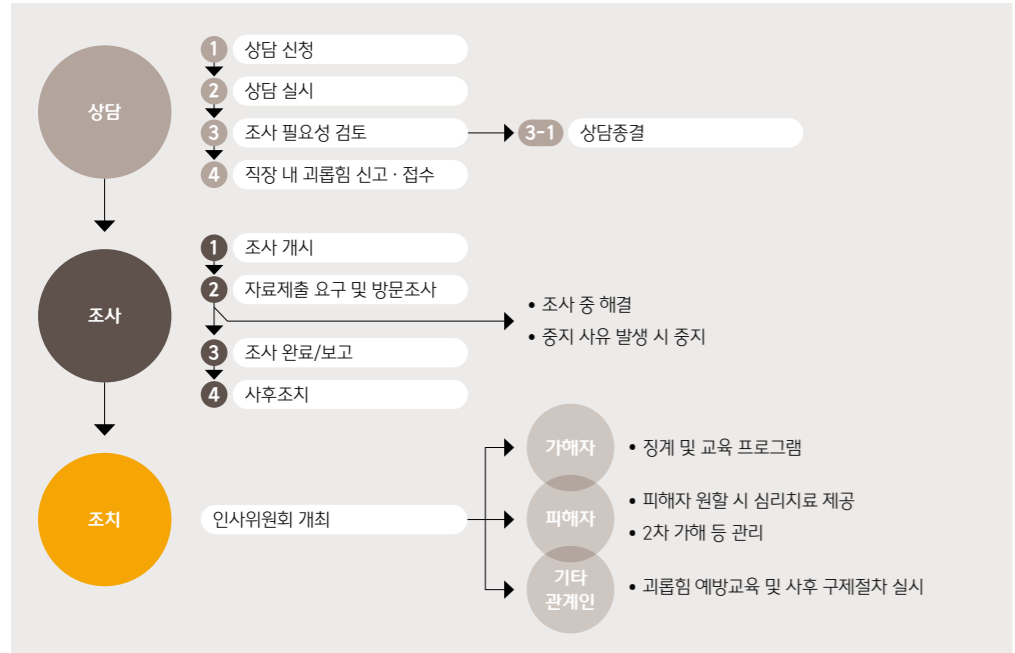 상담
1 상담 신청
2 상담 실시
3 조사 필요성 검토
3-1 상담종결
4 직장 내 괴롭힘 신고 · 접수
조사
1 조사 개시
2 자료제출 요구 및 방문조사
• 조사 중 해결
• 중지 사유 발생 시 중지
3 조사 완료/보고
4 사후조치
조치
인사위원회 개최
가해자
• 징계 및 교육 프로그램
피해자
• 피해자 원할 시 심리치료 제공
• 2차 가해 등 관리
기타
관계인
• 괴롭힘 예방교육 및 사후 구제절차 실시